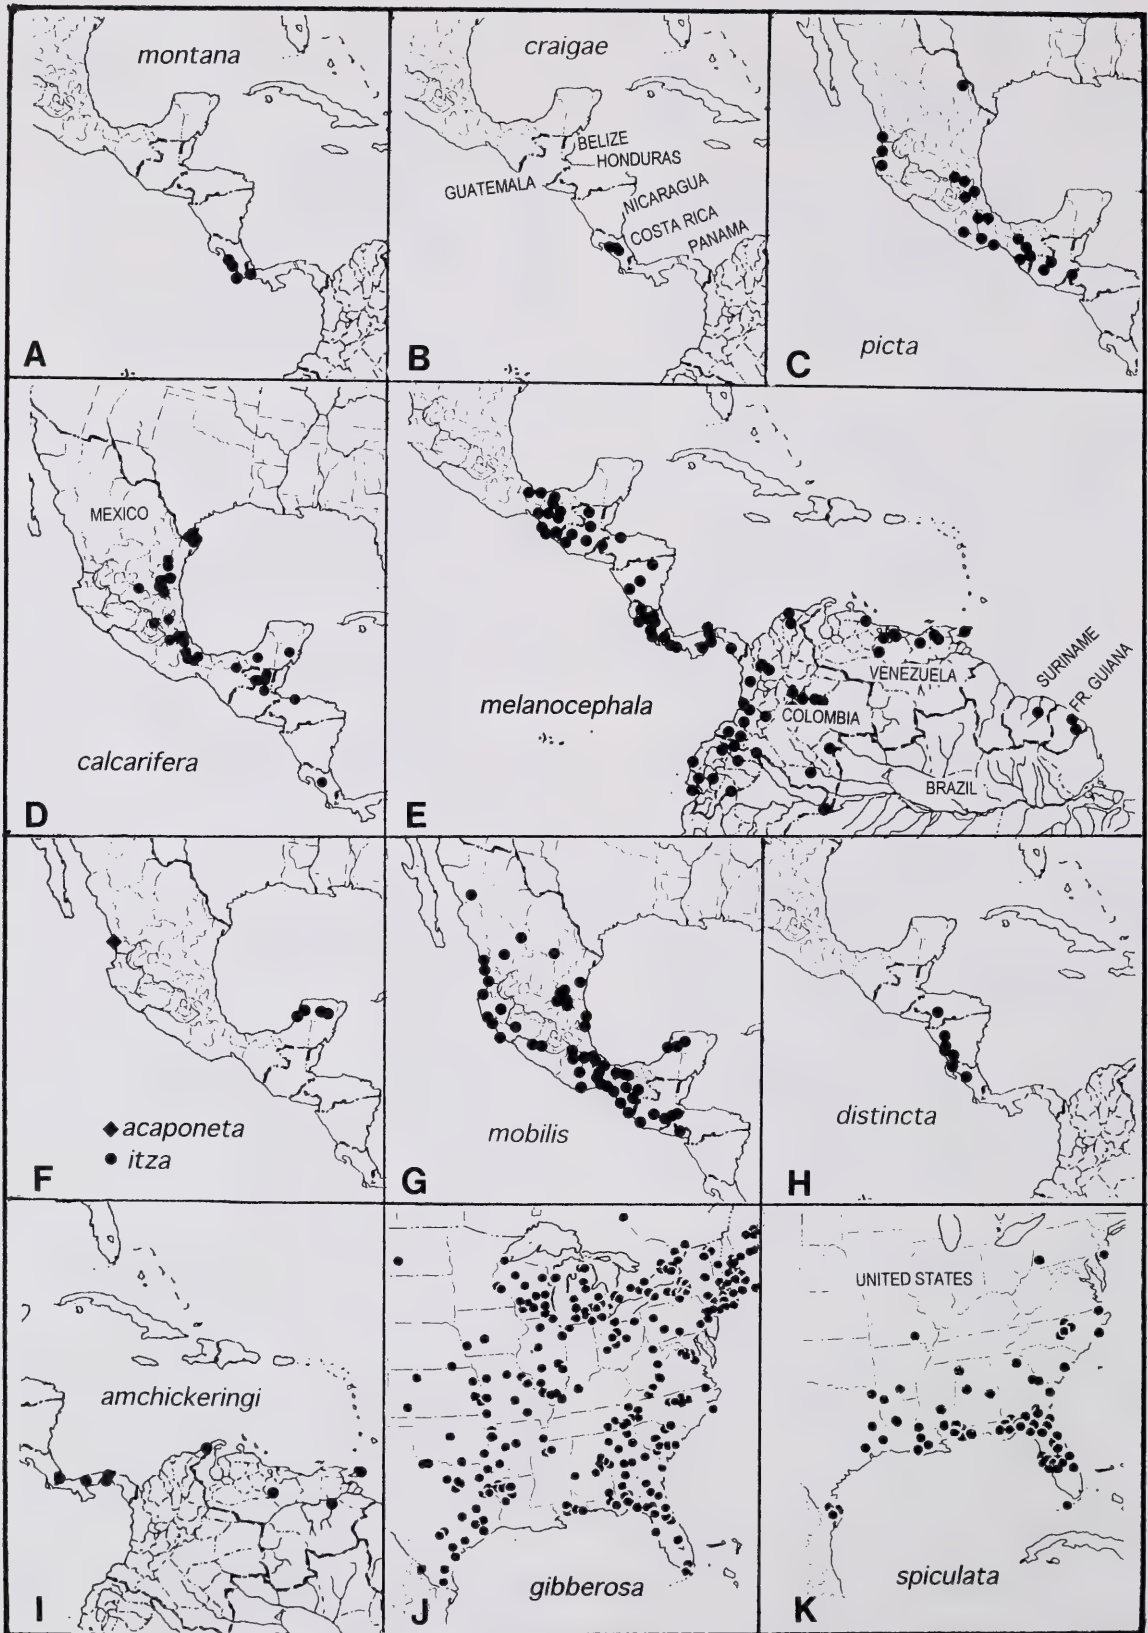 montana
A
craigae
BELIZE
HONDURAS
GUATEMALA
NICARAGUA
COSTA RICA
PANAMA
B
picta
C
MEXICO
calcarifera
D
melanocephala
SURINAME
FR. GUIANA
VENEZUELA
COLOMBIA
BRAZIL
E
acaponeta
itza
F
mobilis
G
distincta
H
amchickeringi
I
gibberosa
J
UNITED STATES
spiculata
K